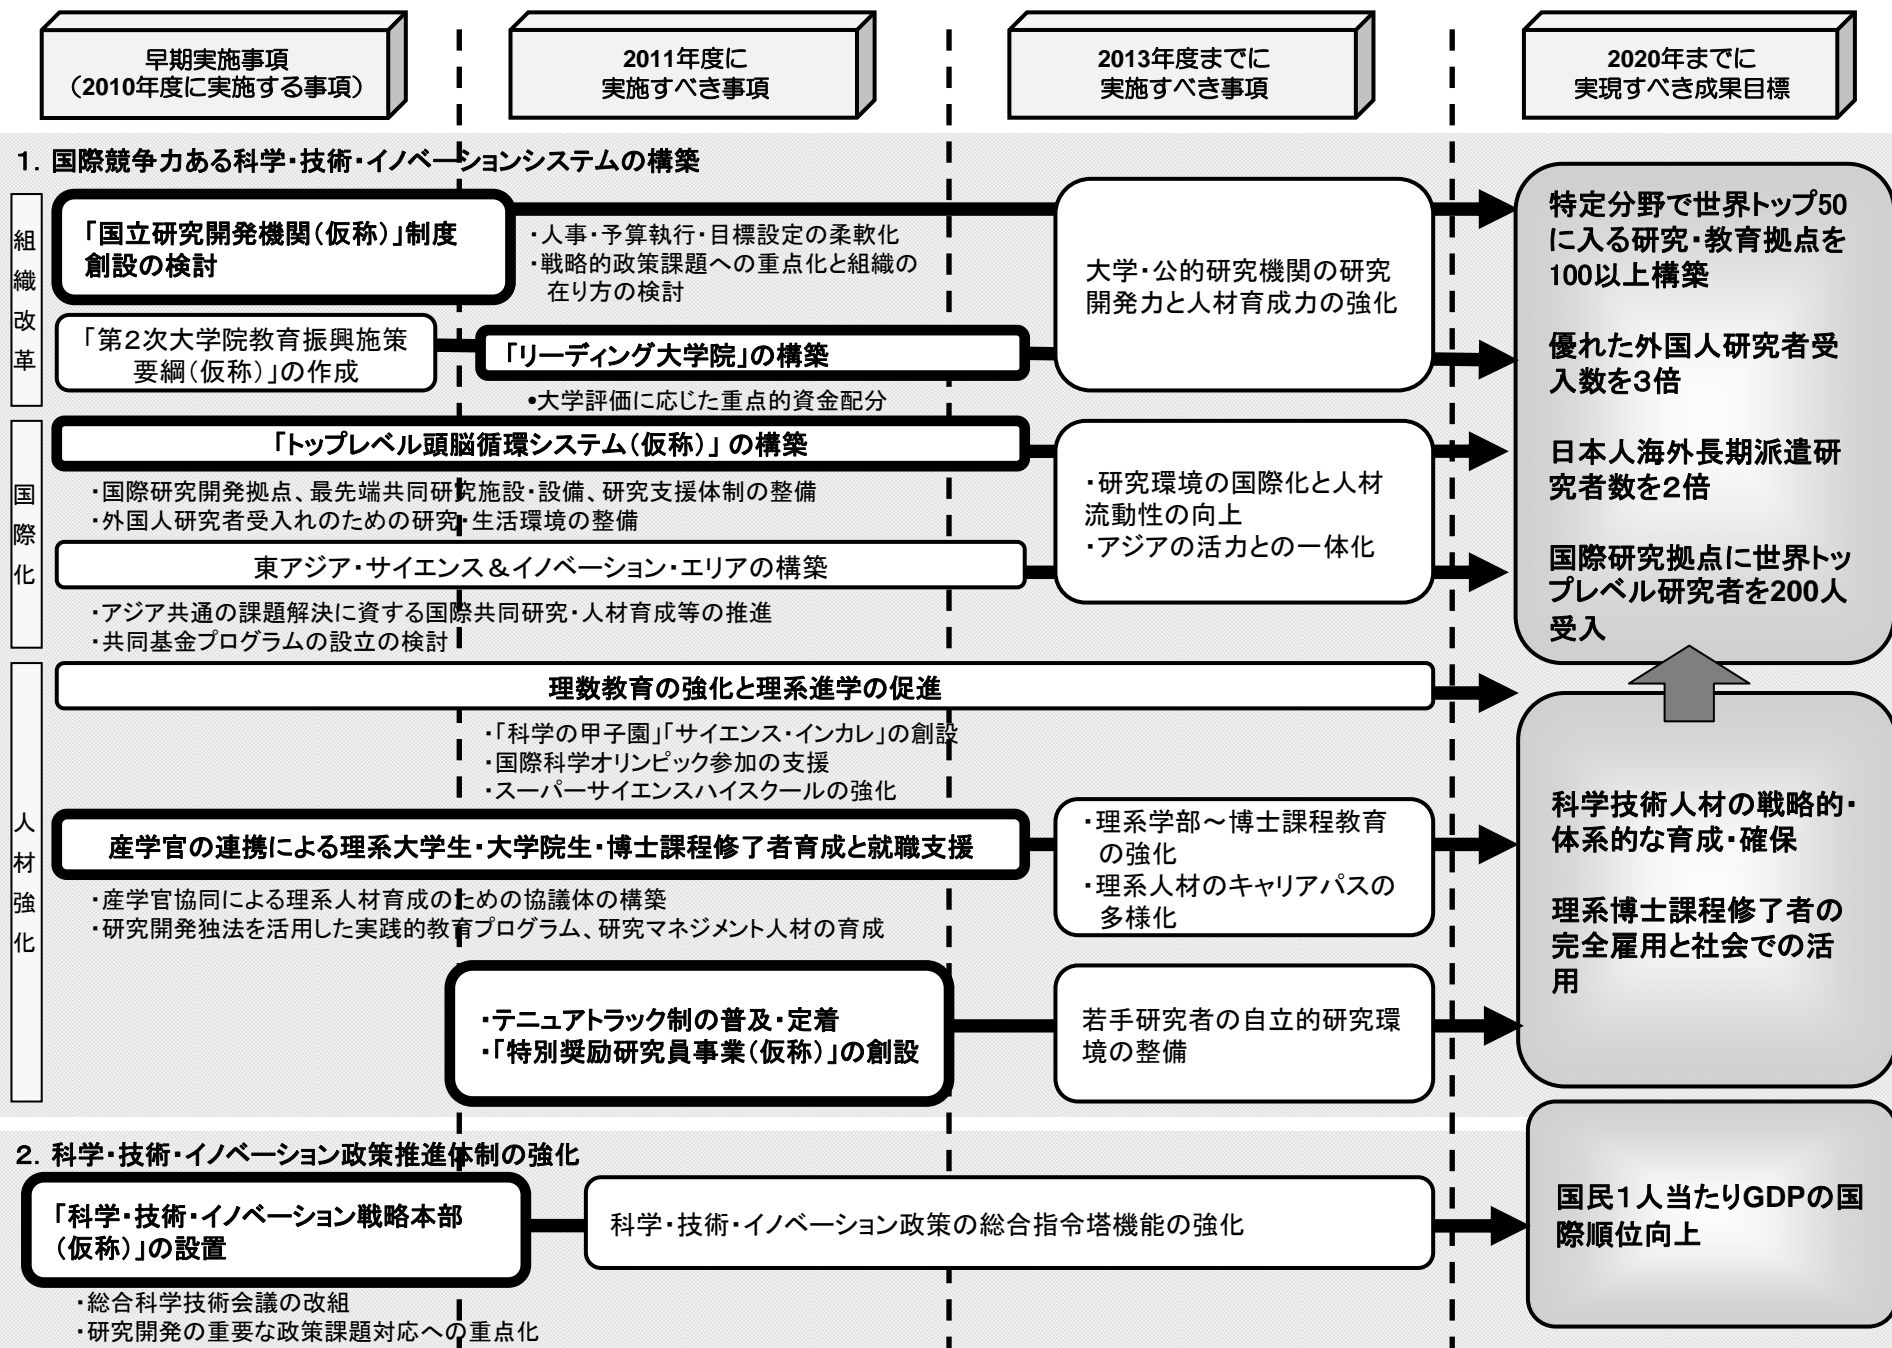 早期実施事項
（2010年度に実施する事項）
2011年度に
実施すべき事項
2013年度までに
実施すべき事項
2020年までに
実現すべき成果目標
１．国際競争力ある科学・技術・イノベーションシステムの構築
組織改革
「国立研究開発機関（仮称）」制度
創設の検討
・人事・予算執行・目標設定の柔軟化
・戦略的政策課題への重点化と組織の
在り方の検討
「第２次大学院教育振興施策
要綱（仮称）」の作成
「リーディング大学院」の構築
•大学評価に応じた重点的資金配分
大学・公的研究機関の研究
開発力と人材育成力の強化
国際化
「トップレベル頭脳循環システム（仮称）」 の構築
・国際研究開発拠点、最先端共同研究施設・設備、研究支援体制の整備
・外国人研究者受入れのための研究・生活環境の整備
東アジア・サイエンス＆イノベーション・エリアの構築
・アジア共通の課題解決に資する国際共同研究・人材育成等の推進
・共同基金プログラムの設立の検討
・研究環境の国際化と人材
流動性の向上
・アジアの活力との一体化
特定分野で世界トップ50
に入る研究・教育拠点を
100以上構築
優れた外国人研究者受
入数を３倍
日本人海外長期派遣研
究者数を２倍
国際研究拠点に世界トッ
プレベル研究者を200人
受入
人材強化
理数教育の強化と理系進学の促進
・「科学の甲子園」「サイエンス・インカレ」の創設
・国際科学オリンピック参加の支援
・スーパーサイエンスハイスクールの強化
産学官の連携による理系大学生・大学院生・博士課程修了者育成と就職支援
・産学官協同による理系人材育成のための協議体の構築
・研究開発独法を活用した実践的教育プログラム、研究マネジメント人材の育成
・理系学部～博士課程教育
の強化
・理系人材のキャリアパスの
多様化
・テニュアトラック制の普及・定着
・「特別奨励研究員事業（仮称）」の創設
若手研究者の自立的研究環
境の整備
科学技術人材の戦略的・
体系的な育成・確保
理系博士課程修了者の
完全雇用と社会での活
用
２．科学・技術・イノベーション政策推進体制の強化
「科学・技術・イノベーション戦略本部
（仮称）」の設置
・総合科学技術会議の改組
・研究開発の重要な政策課題対応への重点化
科学・技術・イノベーション政策の総合指令塔機能の強化
国民１人当たりGDPの国
際順位向上